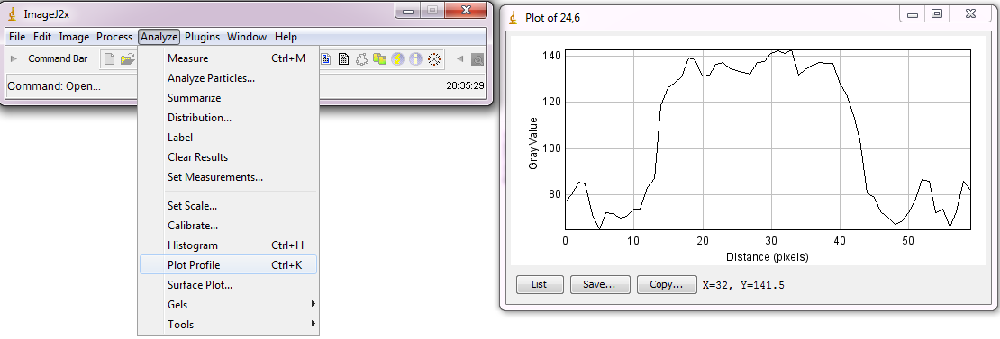 ImageJ2x
File Edit Image Process Analyze Plugins Window Help
Command Bar
Command: Open...
20:35:29
Measure Ctrl+M
Analyze Particles...
Summarize
Distribution...
Label
Clear Results
Set Measurements...
Set Scale...
Calibrate...
Histogram Ctrl+H
Plot Profile Ctrl+K
Surface Plot...
Gels
Tools
Plot of 24,6
140
120
100
80
Gray Value
0 10 20 30 40 50
Distance (pixels)
List Save... Copy... X=32, Y=141.5